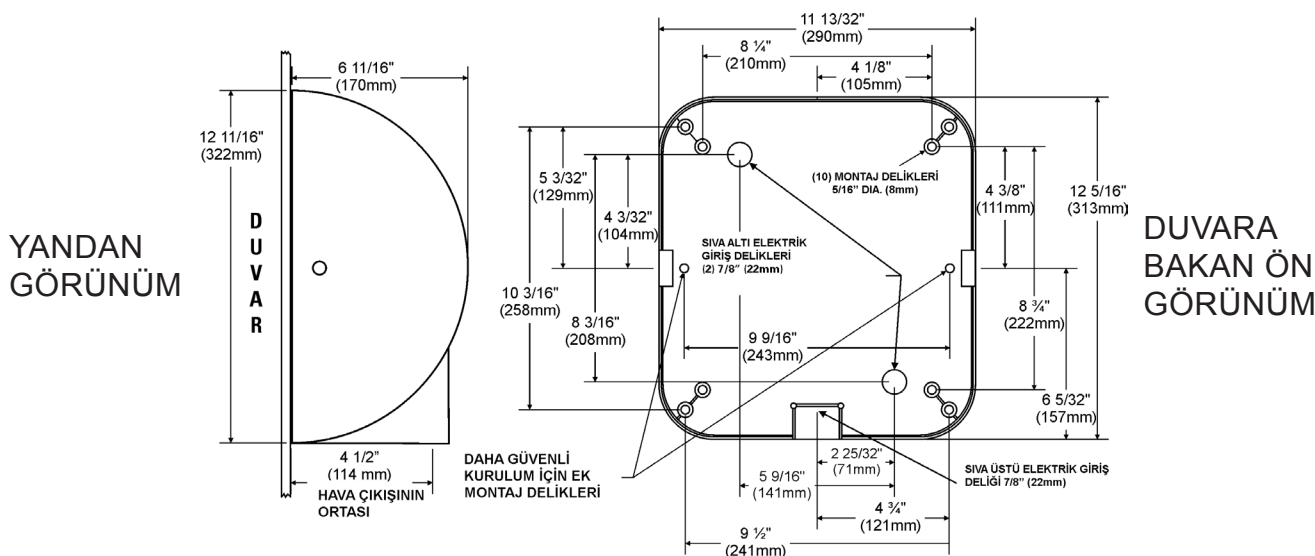 YANDAN
GÖRÜNÜM
6 11/16"
(170mm)
12 11/16"
(322mm)
D
U
V
A
R
4 1/2”
(114 mm)
HAVA ÇIKIŞININ
ORTASI
11 13/32"
(290mm)
8 ¼"
(210mm)
4 1/8"
(105mm)
5 3/32"
(129mm)
4 3/32"
(104mm)
10 3/16"
(258mm)
8 3/16"
(208mm)
(10) MONTAJ DELİKLERİ
5/16” DIA. (8mm)
SIVA ALTI ELEKTRİK
GİRİŞ DELİKLERİ
(2) 7/8” (22mm)
9 9/16"
(243mm)
4 3/8"
(111mm)
12 5/16"
(313mm)
8 ¾"
(222mm)
6 5/32"
(157mm)
DAHA GÜVENLİ
KURULUM İÇİN EK
MONTAJ DELİKLERİ
2 25/32"
(71mm)
5 9/16"
(141mm)
SIVA ÜSTÜ ELEKTRİK GİRİŞ
DELİĞİ 7/8” (22mm)
4 ¾"
(121mm)
9 ½"
(241mm)
DUVARA
BAKAN ÖN
GÖRÜNÜM